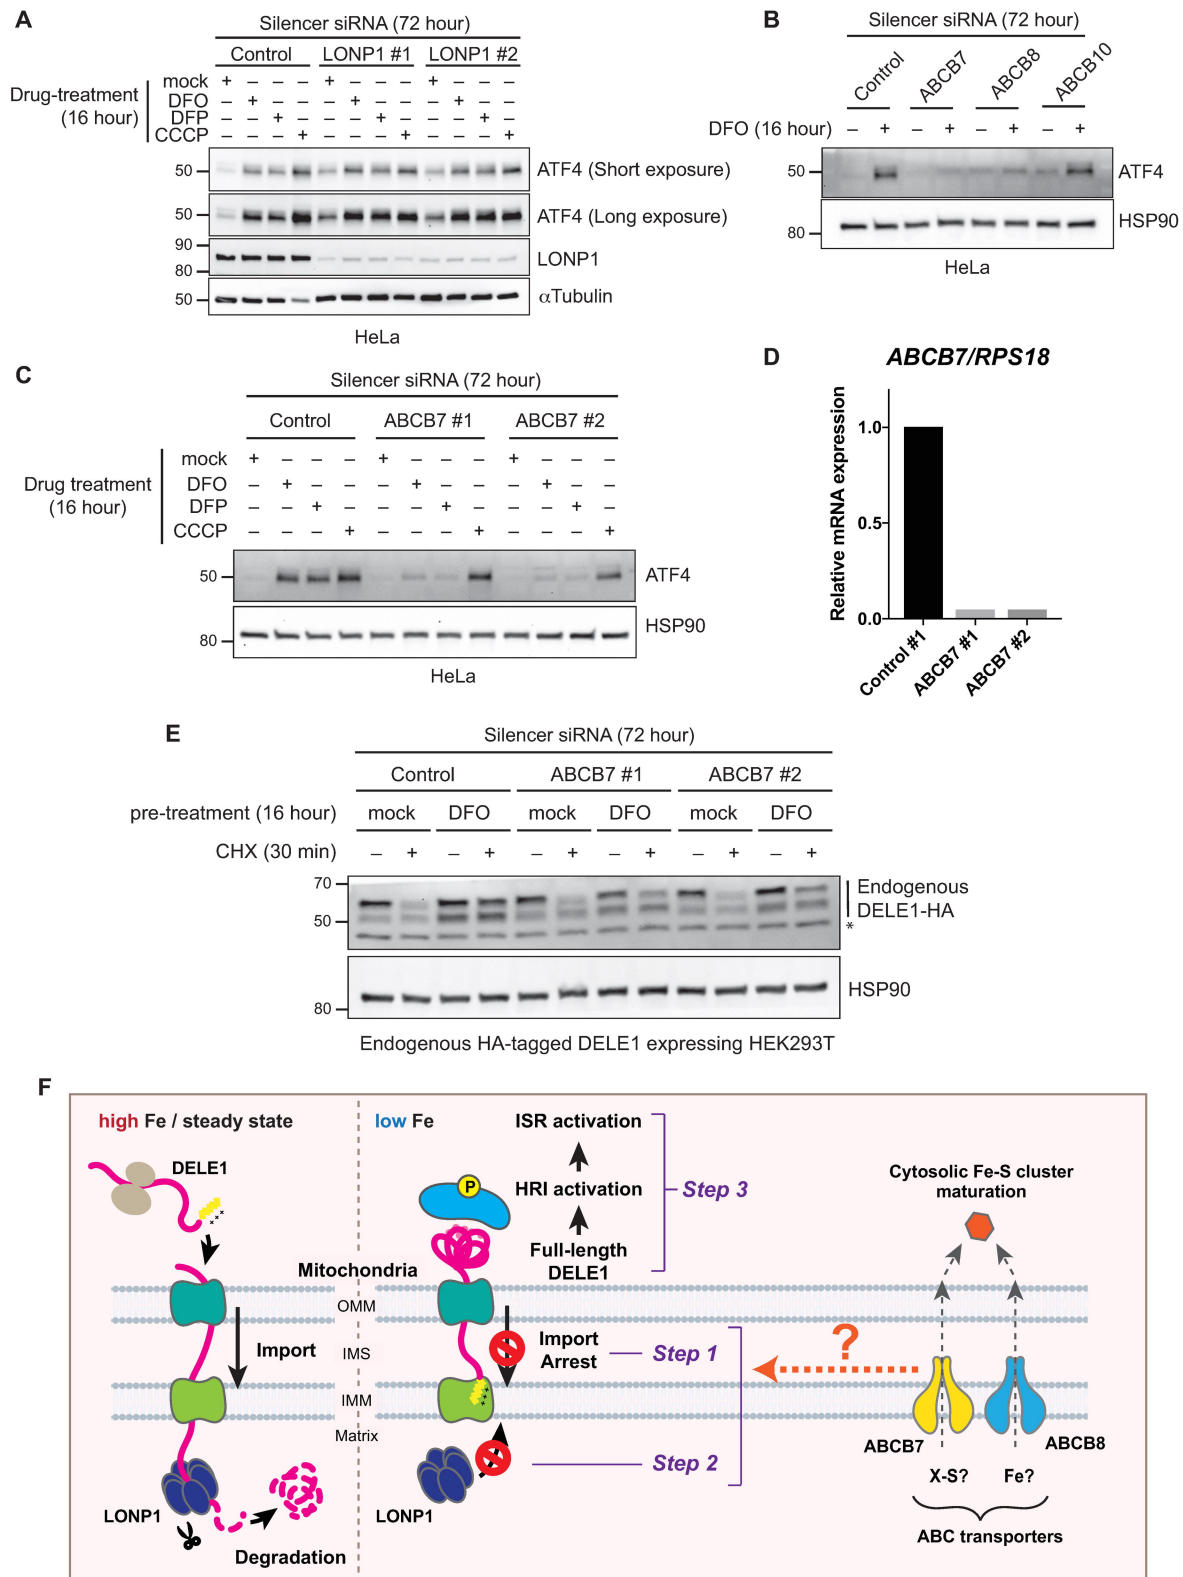 A
Silencer siRNA (72 hour)
Control LONP1 #1 LONP1 #2
Drug-treatment
(16 hour)
mock + – – – + – – – + – – –
DFO – + – – – + – – – + – –
DFP – – + – – – + – – – + –
CCCP – – – + – – – + – – – +
50 ATF4 (Short exposure)
50 ATF4 (Long exposure)
90
80
LONP1
50 αTubulin
HeLa
B
Silencer siRNA (72 hour)
Control ABCB7 ABCB8 ABCB10
DFO (16 hour) – + – + – + – +
50 ATF4
80 HSP90
HeLa
C
Silencer siRNA (72 hour)
Control ABCB7 #1 ABCB7 #2
Drug treatment
(16 hour)
mock + – – – + – – – + – – –
DFO – + – – – + – – – + – –
DFP – – + – – – + – – – + –
CCCP – – – + – – – + – – – +
50 ATF4
80 HSP90
HeLa
D
ABCB7/RPS18
Relative mRNA expression
1.0
0.5
0.0
Control #1 ABCB7 #1 ABCB7 #2
E
Silencer siRNA (72 hour)
Control ABCB7 #1 ABCB7 #2
pre-treatment (16 hour) mock DFO mock DFO mock DFO
CHX (30 min) – + – + – + – + – + – +
70
50
Endogenous
DELE1-HA
*
80 HSP90
Endogenous HA-tagged DELE1 expressing HEK293T
F
high Fe / steady state
DELE1
Import
LONP1
Degradation
low Fe
P
ISR activation
HRI activation
Full-length
DELE1
Step 3
Mitochondria
OMM
IMS
IMM
Matrix
Import
Arrest
Step 1
Step 2
LONP1
?
Cytosolic Fe-S cluster
maturation
ABCB7 ABCB8
X-S? Fe?
ABC transporters